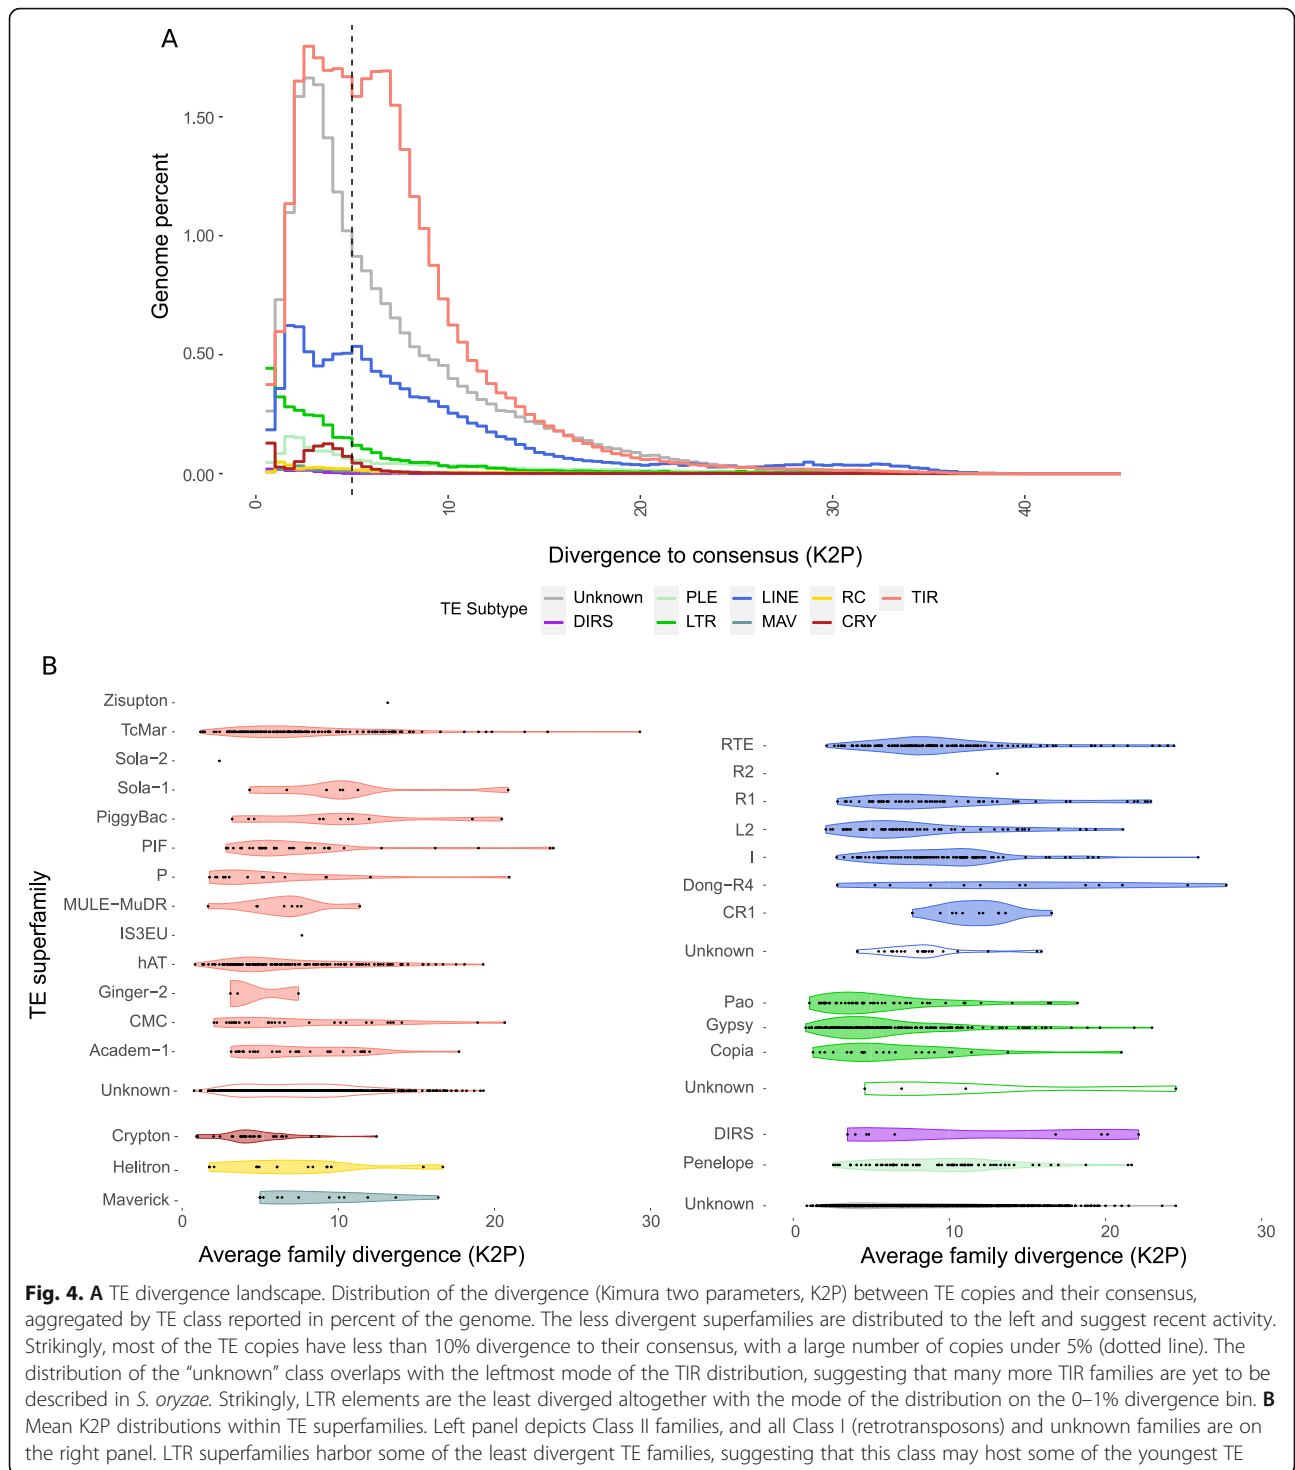 A
Genome percent
1.50
1.00
0.50
0.00
0
10
20
30
40
Divergence to consensus (K2P)
TE Subtype
Unknown PLE LINE RC TIR
DIRS LTR MAV CRY
B
TE superfamily
Zisupton
TcMar
Sola−2
Sola−1
PiggyBac
PIF
P
MULE−MuDR
IS3EU
hAT
Ginger−2
CMC
Academ−1
Unknown
Crypton
Helitron
Maverick
0 10 20 30
Average family divergence (K2P)
RTE
R2
R1
L2
I
Dong−R4
CR1
Unknown
Pao
Gypsy
Copia
Unknown
DIRS
Penelope
Unknown
0 10 20 30
Average family divergence (K2P)
Fig. 4. A TE divergence landscape. Distribution of the divergence (Kimura two parameters, K2P) between TE copies and their consensus,
aggregated by TE class reported in percent of the genome. The less divergent superfamilies are distributed to the left and suggest recent activity.
Strikingly, most of the TE copies have less than 10% divergence to their consensus, with a large number of copies under 5% (dotted line). The
distribution of the “unknown” class overlaps with the leftmost mode of the TIR distribution, suggesting that many more TIR families are yet to be
described in S. oryzae. Strikingly, LTR elements are the least diverged altogether with the mode of the distribution on the 0–1% divergence bin. B
Mean K2P distributions within TE superfamilies. Left panel depicts Class II families, and all Class I (retrotransposons) and unknown families are on
the right panel. LTR superfamilies harbor some of the least divergent TE families, suggesting that this class may host some of the youngest TE